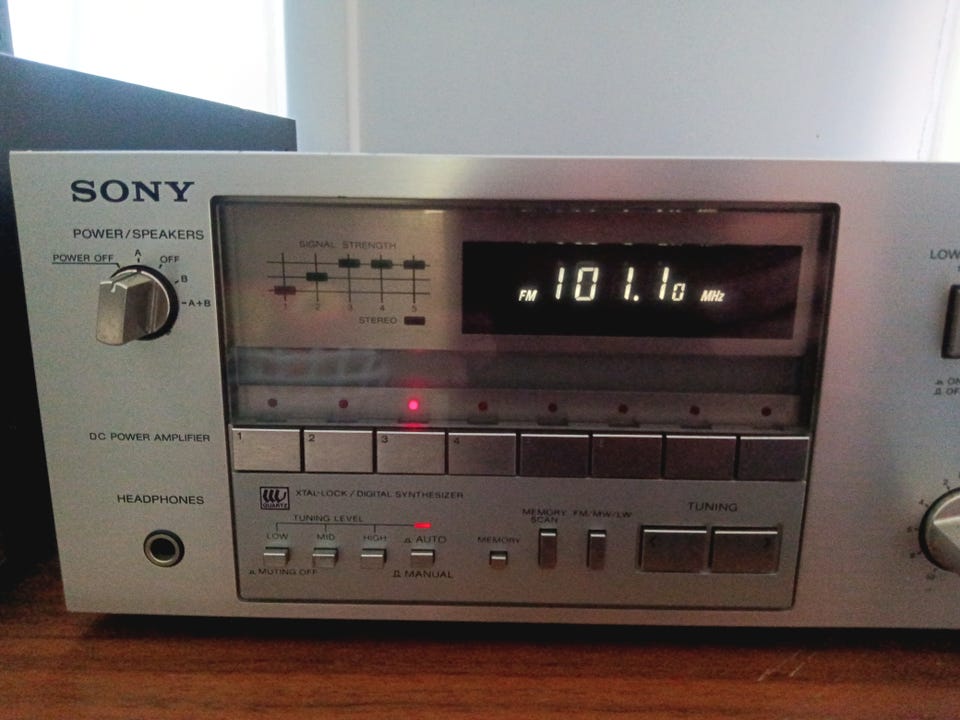 SONY
POWER/SPEAKERS
POWER OFF
A
OFF
B
A+B
SIGNAL STRENGTH
1 2 3 4 5
STEREO
FM 101.10 MHz
1 2 3 4
DC POWER AMPLIFIER
HEADPHONES
QUARTZ
XTAL-LOCK / DIGITAL SYNTHESIZER
TUNING LEVEL
LOW MID HIGH AUTO
MUTING OFF
MANUAL
MEMORY
MEMORY SCAN
FM/MW/LW
TUNING
LOW